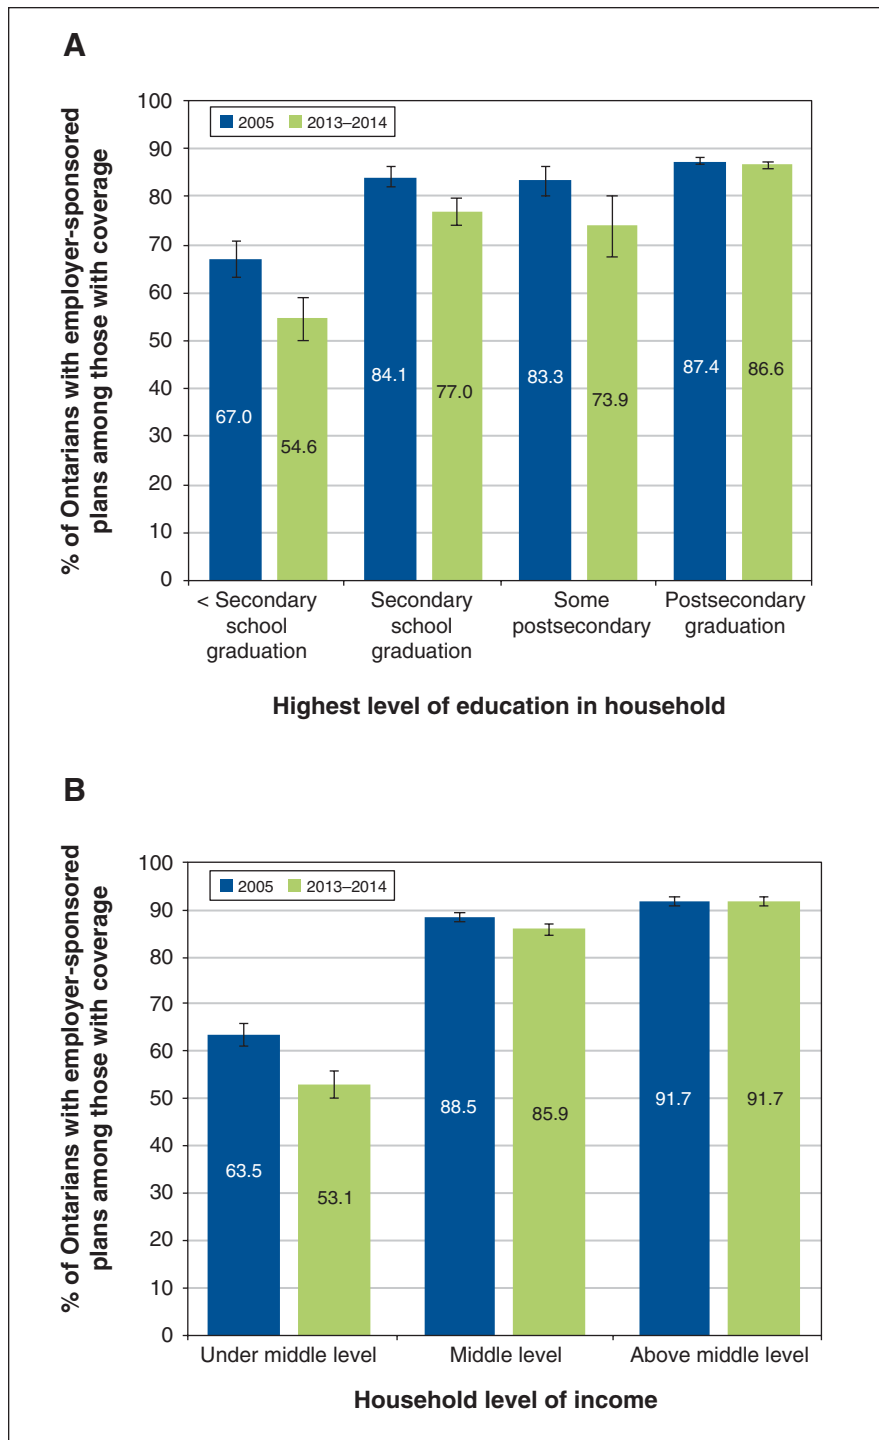 A
% of Ontarians with employer-sponsored
plans among those with coverage
100
90
80
70
60
50
40
30
20
10
0
2005 2013–2014
67.0 54.6 84.1 77.0 83.3 73.9 87.4 86.6
< Secondary
school
graduation
Secondary
school
graduation
Some
postsecondary
Postsecondary
graduation
Highest level of education in household
B
% of Ontarians with employer-sponsored
plans among those with coverage
100
90
80
70
60
50
40
30
20
10
0
2005 2013–2014
63.5 53.1 88.5 85.9 91.7 91.7
Under middle level Middle level Above middle level
Household level of income